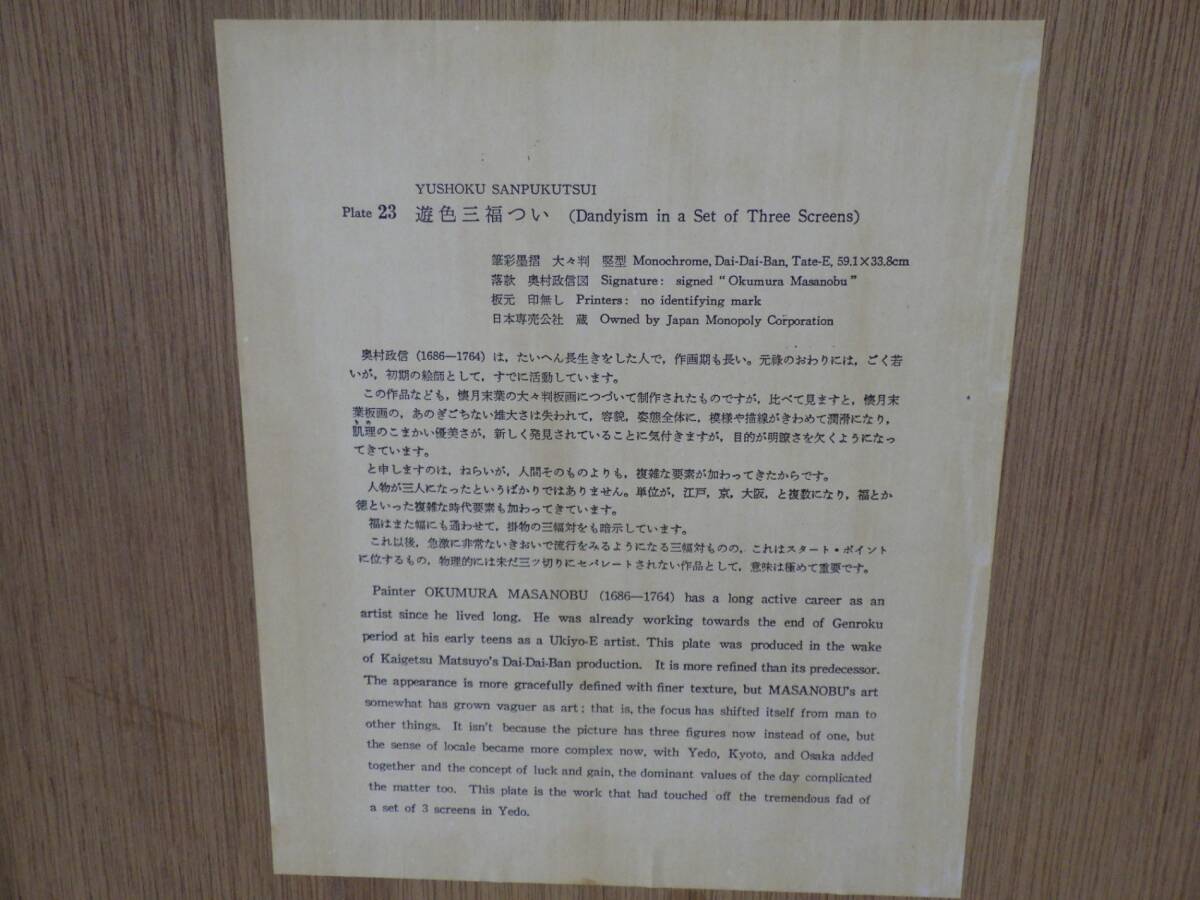 YUSHOKU SANPUKUTSUI
Plate 23 遊色三福つい (Dandyism in a Set of Three Screens)
筆彩墨摺 大々判 竪型 Monochrome, Dai-Dai-Ban, Tate-E, 59.1×33.8cm
落款 奥村政信図 Signature: signed “Okumura Masanobu”
板元 印無し Printers: no identifying mark
日本専売公社 蔵 Owned by Japan Monopoly Corporation
奥村政信 (1686—1764) は，たいへん長生きをした人で，作画期も長い。元禄のおわりには，ごく若
いが，初期の絵師として，すでに活動しています。
この作品なども，懐月末葉の大々判板画につづいて制作されたものですが，比べて見ますと，懐月末
葉板画の，あのぎごちない雄大さは失われて，容貌，姿態全体に，模様や描線がきわめて潤滑になり，
肌理のこまかい優美さが，新しく発見されていることに気付きますが，目的が明瞭さを欠くようになっ
てきています。
と申しますのは，ねらいが，人間そのものよりも，複雑な要素が加わってきたからです。
人物が三人になったというばかりではありません。単位が，江戸，京，大阪，と複数になり，福とか
徳といった複雑な時代要素も加わってきています。
福はまた幅にも通わせて，掛物の三幅対をも暗示しています。
これ以後，急激に非常ないきおいで流行をみるようになる三幅対ものの，これはスタート・ポイント
に位するもの，物理的には未だ三ツ切りにセパレートされない作品として，意味は極めて重要です。
Painter OKUMURA MASANOBU (1686—1764) has a long active career as an
artist since he lived long. He was already working towards the end of Genroku
period at his early teens as a Ukiyo-E artist. This plate was produced in the wake
of Kaigetsu Matsuyo's Dai-Dai-Ban production. It is more refined than its predecessor.
The appearance is more gracefully defined with finer texture, but MASANOBU's art
somewhat has grown vaguer as art; that is, the focus has shifted itself from man to
other things. It isn't because the picture has three figures now instead of one, but
the sense of locale became more complex now, with Yedo, Kyoto, and Osaka added
together and the concept of luck and gain, the dominant values of the day complicated
the matter too. This plate is the work that had touched off the tremendous fad of
a set of 3 screens in Yedo.